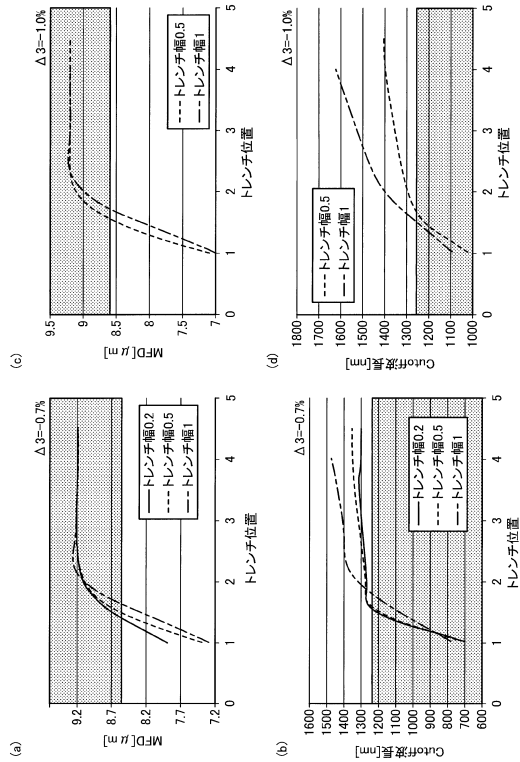 (a)
Δ3=-0.7%
MFD[μm]
9.2
8.7
8.2
7.7
7.2
0
1
2
3
4
5
トレンチ位置
トレンチ幅0.2
トレンチ幅0.5
トレンチ幅1
(b)
Δ3=-0.7%
Cutoff波長[nm]
1600
1500
1400
1300
1200
1100
1000
900
800
700
600
0
1
2
3
4
5
トレンチ位置
トレンチ幅0.2
トレンチ幅0.5
トレンチ幅1
(c)
Δ3=-1.0%
MFD[μm]
9.5
9
8.5
8
7.5
7
0
1
2
3
4
5
トレンチ位置
トレンチ幅0.5
トレンチ幅1
(d)
Δ3=-1.0%
Cutoff波長[nm]
1800
1700
1600
1500
1400
1300
1200
1100
1000
0
1
2
3
4
5
トレンチ位置
トレンチ幅0.5
トレンチ幅1